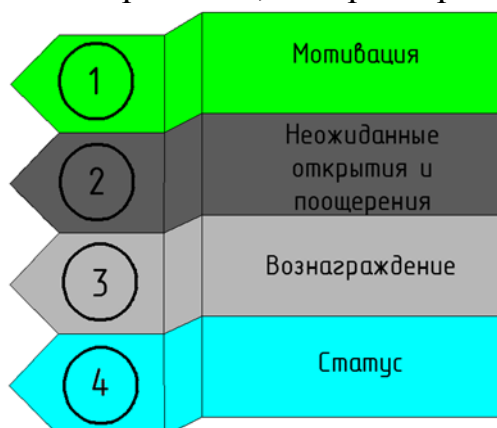 1
Мотивация
2
Неожиданные
открытия и
поощерения
3
Вознаграждение
4
Статус